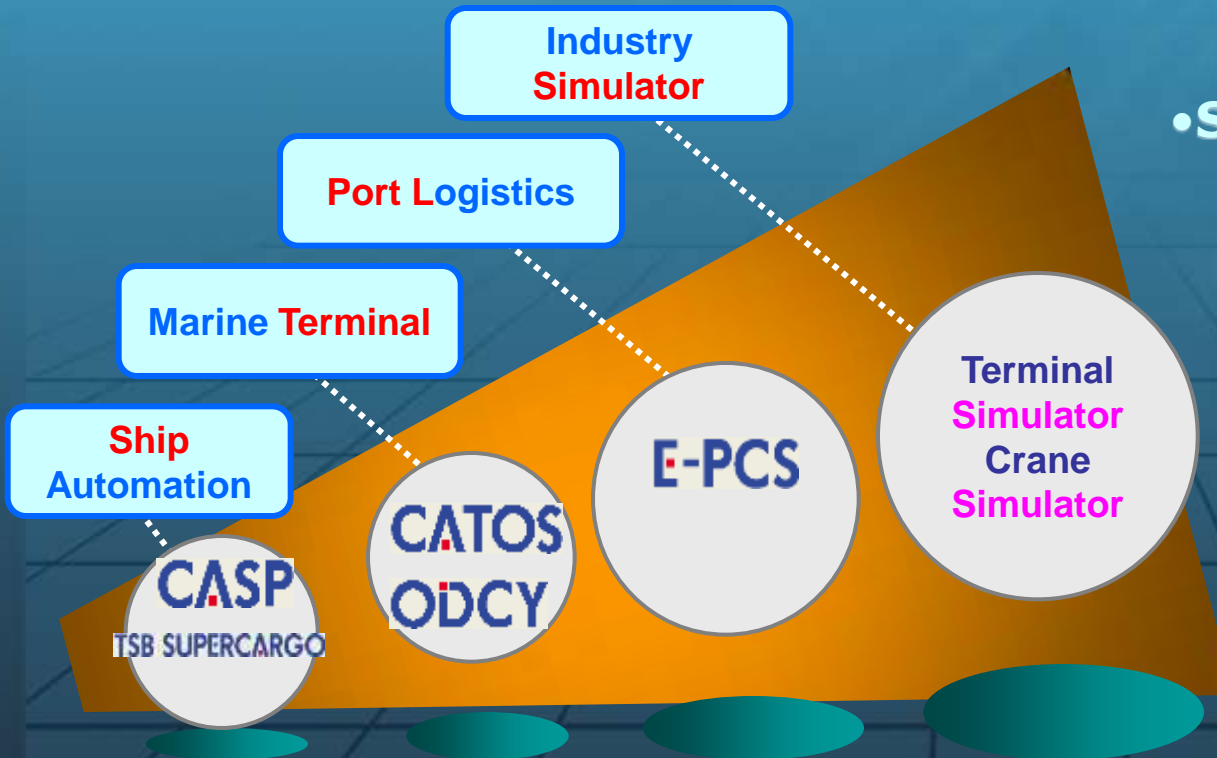 Industry
Simulator
Port Logistics
Marine Terminal
Ship
Automation
CASP
TSB SUPERCARGO
CATOS
ODCY
E-PCS
Terminal
Simulator
Crane
Simulator